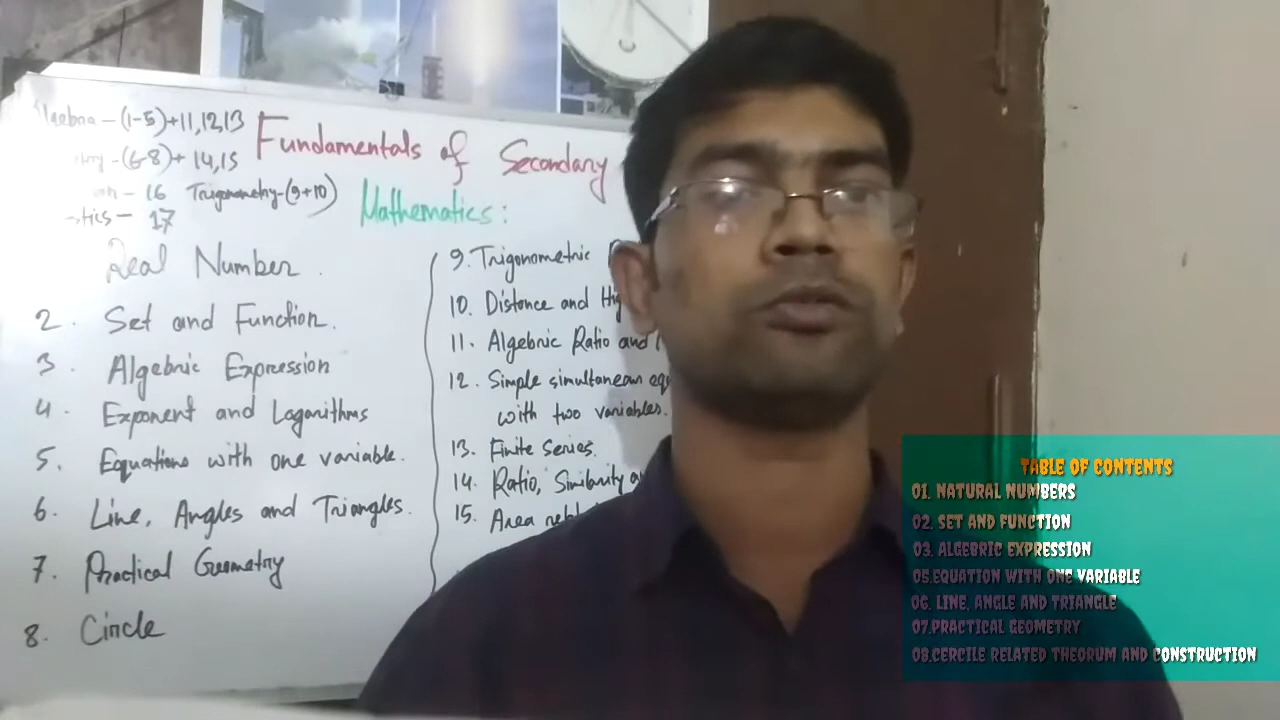 – (1-5)+11,12,13
-(6-8)+ 14,15
– 16 Trigonometry-(9+10)
– 17
Fundamentals of Secondary
Mathematics:
Real Number.
2. Set and Function.
3. Algebric Expression
4. Exponent and Logarithms
5. Equations with one variable.
6. Line, Angles and Triangles.
7. Practical Geometry
8. Circle
9. Trigonometric
10. Distance and
11. Algebric Ratio and
12. Simple simultaneous
with two variables.
13. Finite series.
14. Ratio, Similarity
15. Area
TABLE OF CONTENTS
01. NATURAL NUMBERS
02. SET AND FUNCTION
03. ALGEBRIC EXPRESSION
05.EQUATION WITH ONE VARIABLE
06. LINE, ANGLE AND TRIANGLE
07.PRACTICAL GEOMETRY
08.CERCILE RELATED THEORUM AND CONSTRUCTION